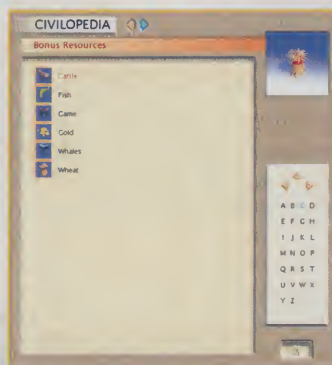 CIVILOPEDIA
Bonus Resources
Cattle
Fish
Game
Gold
Whales
Wheat
A B C D
E F G H
I J K L
M N O P
Q R S T
U V W X
Y Z